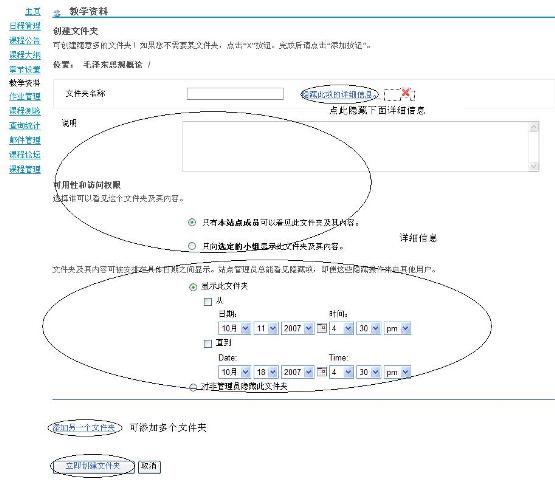 主页
日程管理
课程公告
课程大纲
章节设置
教学资料
作业管理
课程测验
查询统计
邮件管理
课程论坛
课程管理
教学资料
创建文件夹
可创建随意多的文件夹！如果您不需要某文件夹，点击“X”按钮。完成后请点击“添加按钮”。
位置： 毛泽东思想概论 /
文件夹名称
隐藏此项的详细信息。
点此隐藏下面详细信息
说明
可用性和访问权限
选择谁可以看见这个文件夹及其内容。
只有本站点成员可以看见此文件夹及其内容。
只向选定的小组显示此文件夹及其内容。
详细信息
文件夹及其内容可被安排在具体日期之间显示。站点管理员总能看见隐藏项，即使这些隐藏操作来自其他用户。
显示此文件夹
从
日期： 时间：
10月 11 2007 4 30 pm
直到
Date: Time:
10月 18 2007 4 30 pm
对非管理员隐藏此文件夹
添加另一个文件夹 可添加多个文件夹
立即创建文件夹 取消